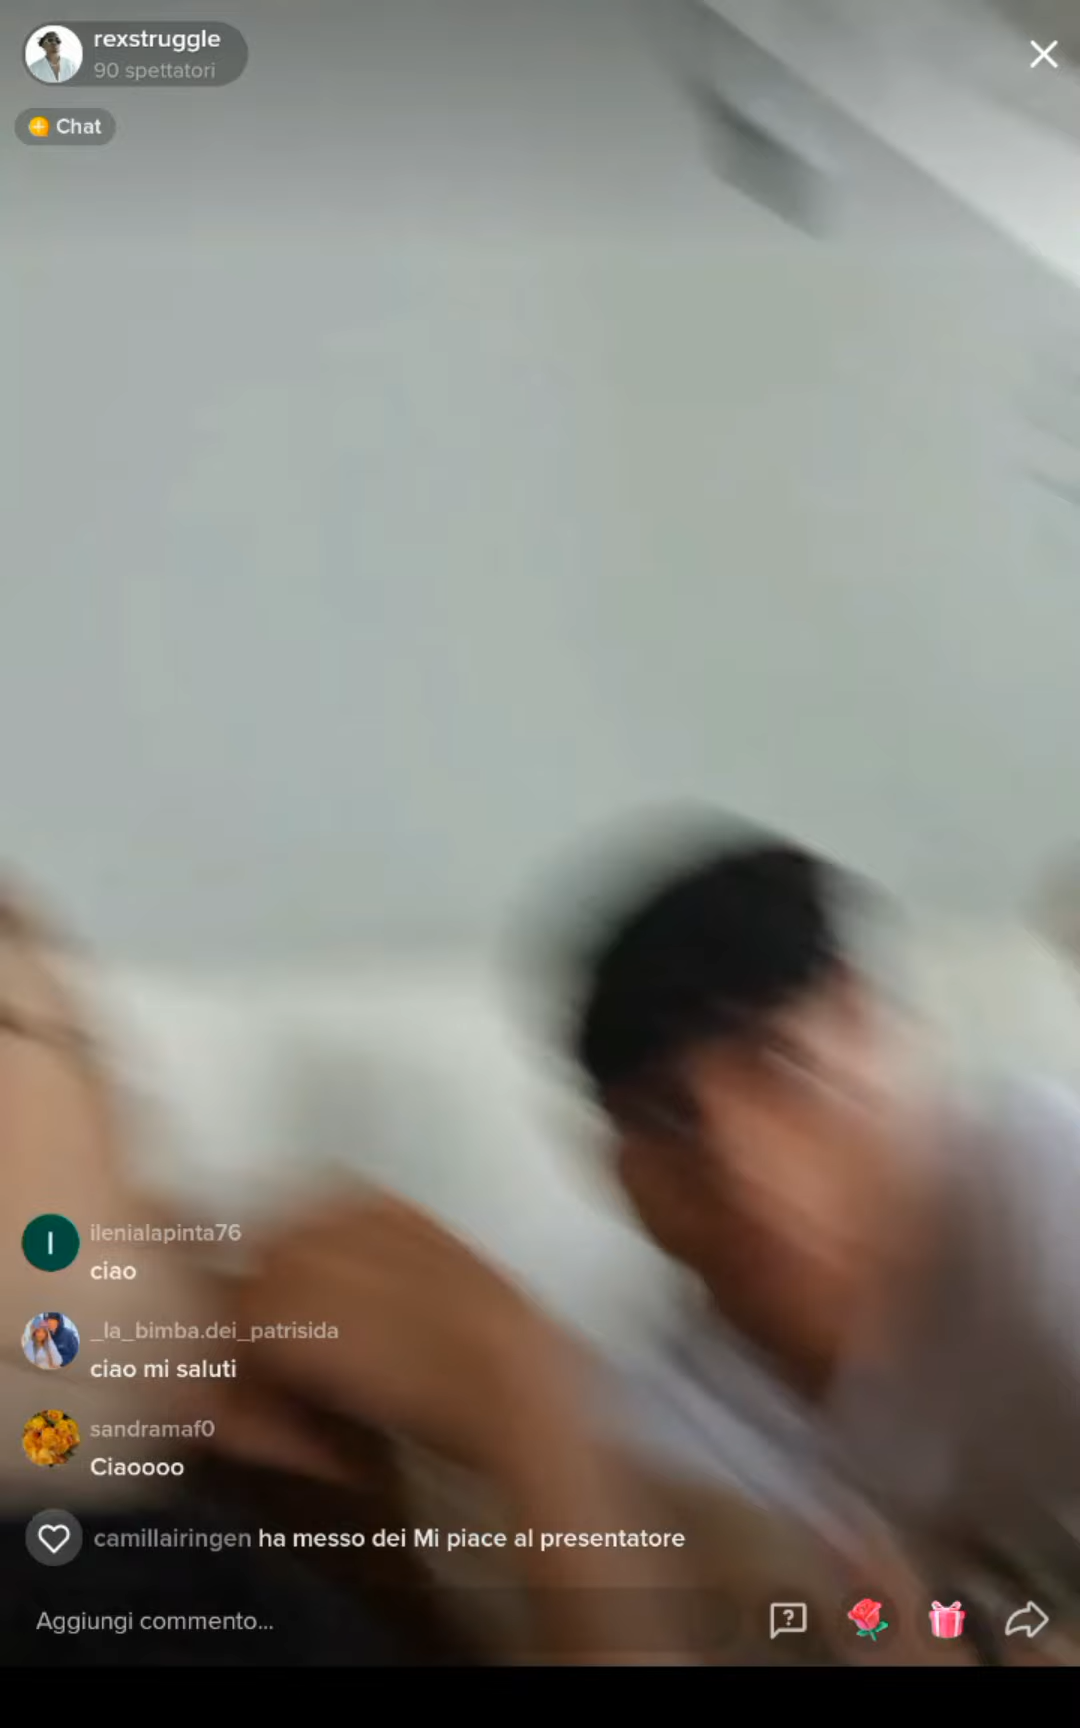 rexstruggle
90 spettatori
Chat
ilenialapinta76
ciao
_la_bimba.dei_patrisida
ciao mi saluti
sandramaf0
Ciaoooo
camillairingen ha messo dei Mi piace al presentatore
Aggiungi commento...